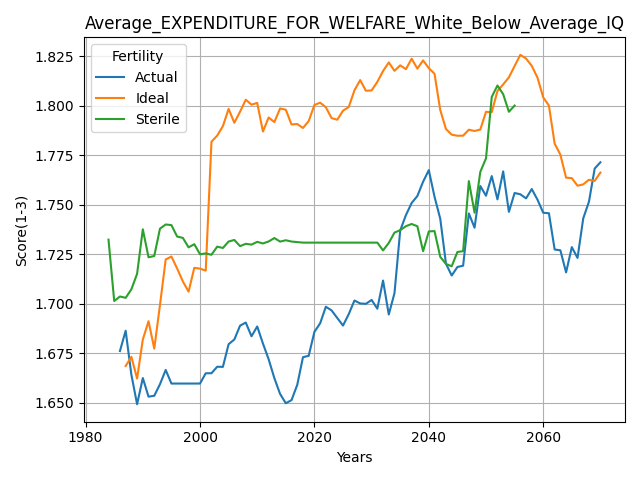 Average_EXPENDITURE_FOR_WELFARE_White_Below_Average_IQ
Fertility
Actual
Ideal
Sterile
Score(1-3)
1.825
1.800
1.775
1.750
1.725
1.700
1.675
1.650
1980
2000
2020
2040
2060
Years